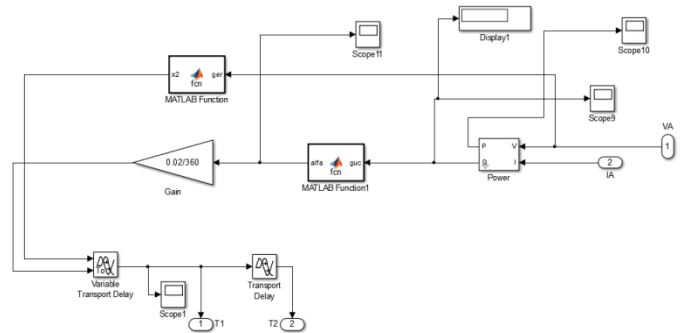 Display1
Scope11
Scope10
x2
fcn
ger
MATLAB Function
Scope9
VA
1
0.02/360
Gain
alfa
fcn
guc
MATLAB Function1
P
V
Q
I
Power
2
IA
To
Variable
Transport Delay
Transport
Delay
Scope1
1
T1
T2
2